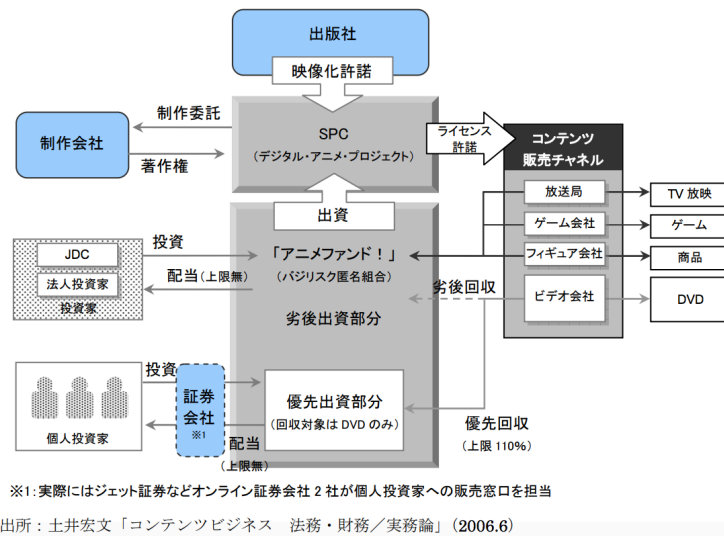 出版社
映像化許諾
制作会社
制作委託
著作権
SPC
（デジタル・アニメ・プロジェクト）
ライセンス
許諾
コンテンツ
販売チャネル
放送局
TV 放映
ゲーム会社
ゲーム
フィギュア会社
商品
ビデオ会社
DVD
出資
JDC
法人投資家
投資家
投資
配当（上限無）
「アニメファンド！」
（バジリスク匿名組合）
劣後出資部分
劣後回収
個人投資家
投資
証券
会社
※1
配当
（上限無）
優先出資部分
（回収対象は DVD のみ）
優先回収
（上限 110％）
※1：実際にはジェット証券などオンライン証券会社 2 社が個人投資家への販売窓口を担当
出所：土井宏文「コンテンツビジネス　法務・財務／実務論」（2006.6）